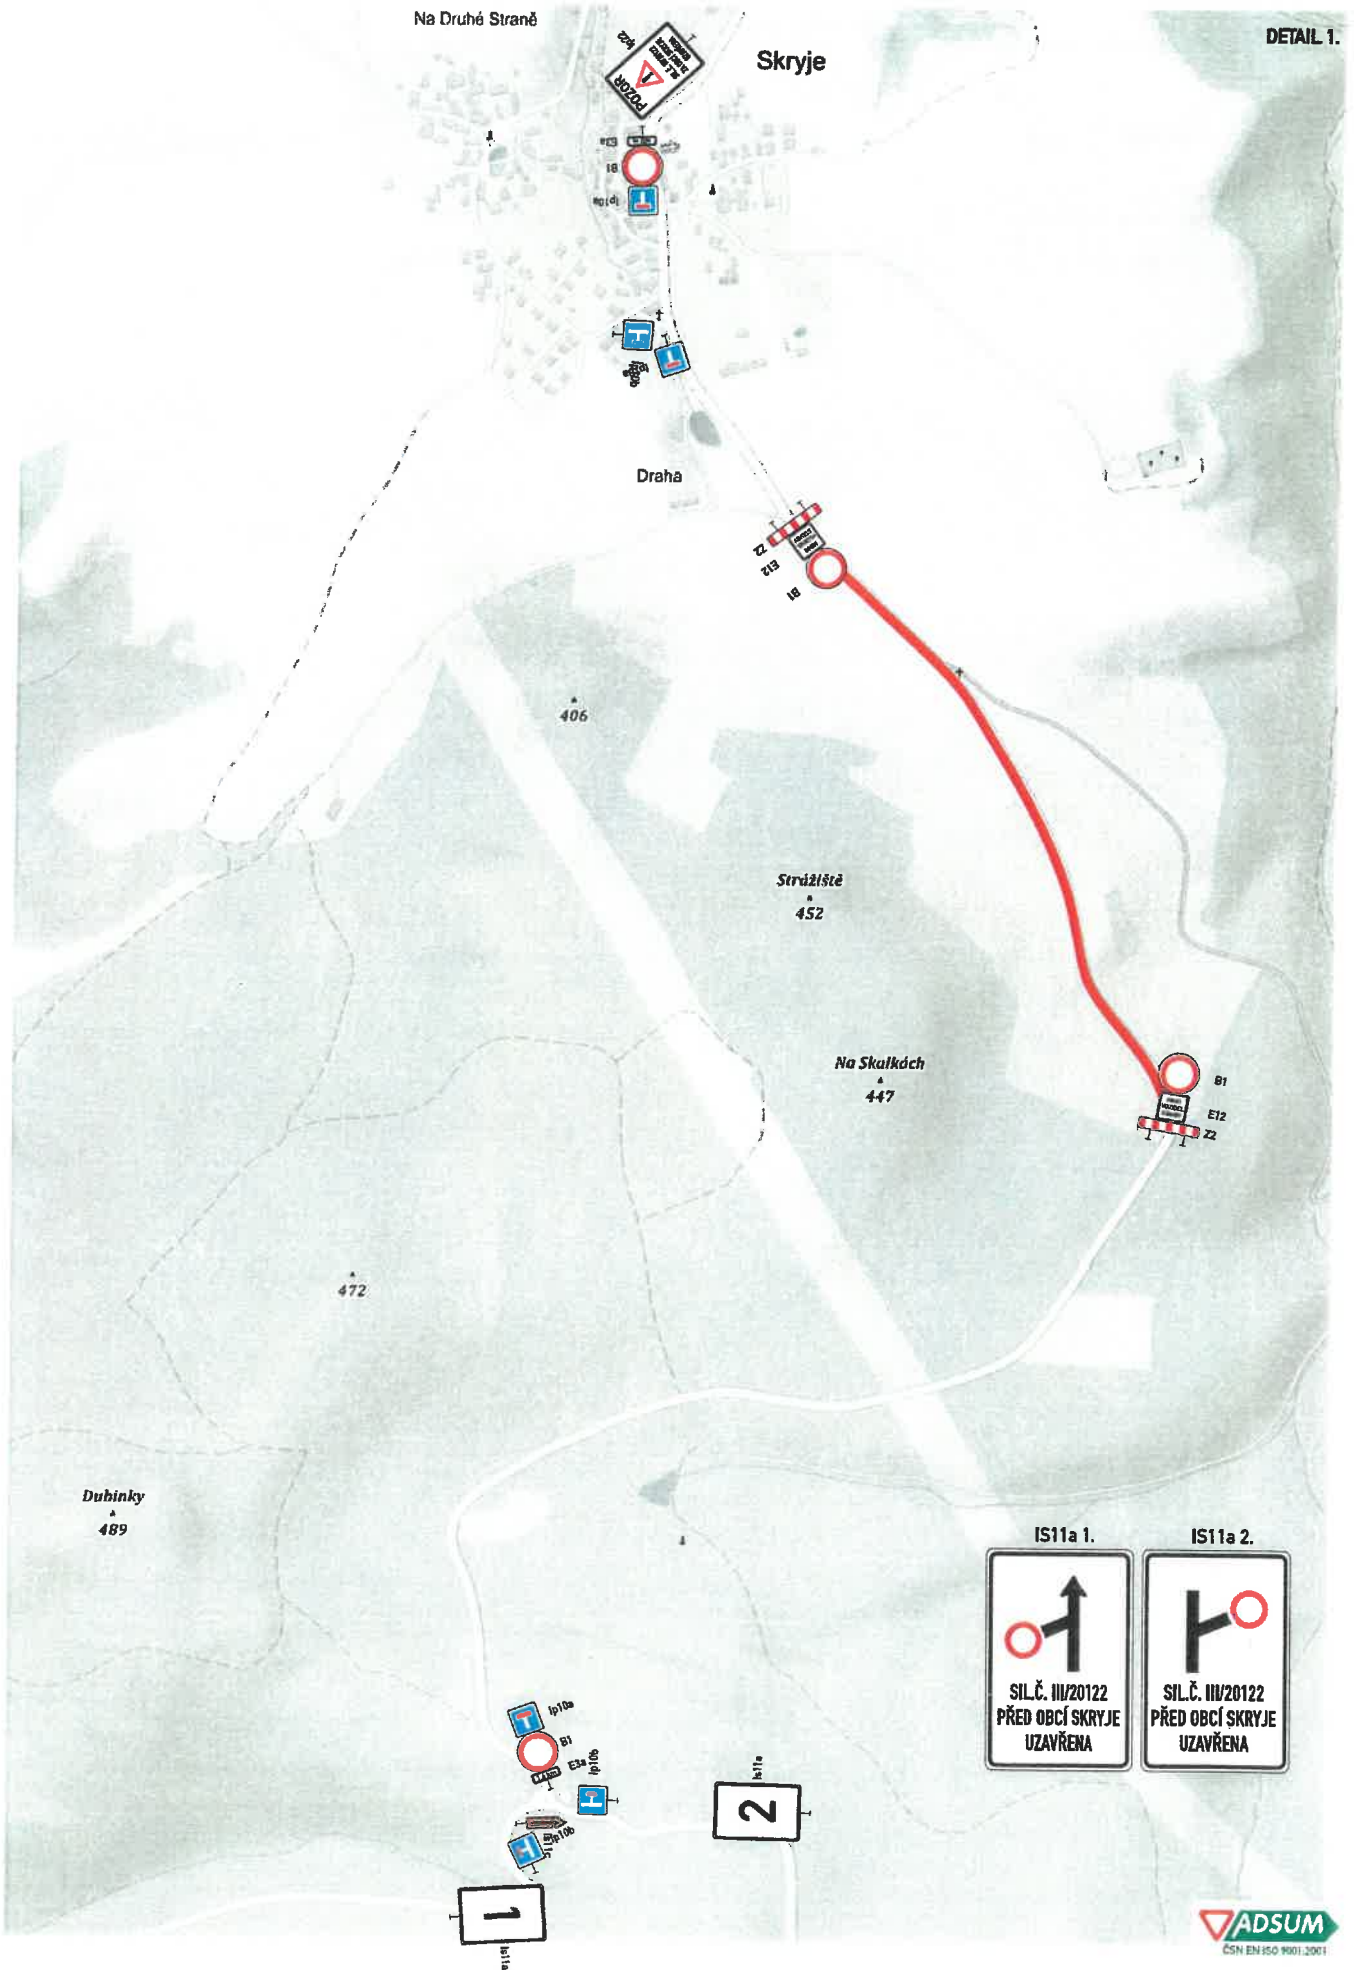 Na Druhé Straně
DETAIL 1.
Skryje
Ip22
POZOR
E3a
B1
Ip10a
Draha
Z2
E12
B1
406
Strážiště
452
Na Skalkách
447
B1
E12
Z2
472
Dubinky
489
IS11a 1.
IS11a 2.
SIL.Č. III/20122
PŘED OBCÍ SKRYJE
UZAVŘENA
SIL.Č. III/20122
PŘED OBCÍ SKRYJE
UZAVŘENA
Ip10a
B1
E3a
Ip10b
Is11a
2
Ip10b
1
Is11a
ADSUM
ČSN EN ISO 9001:2001